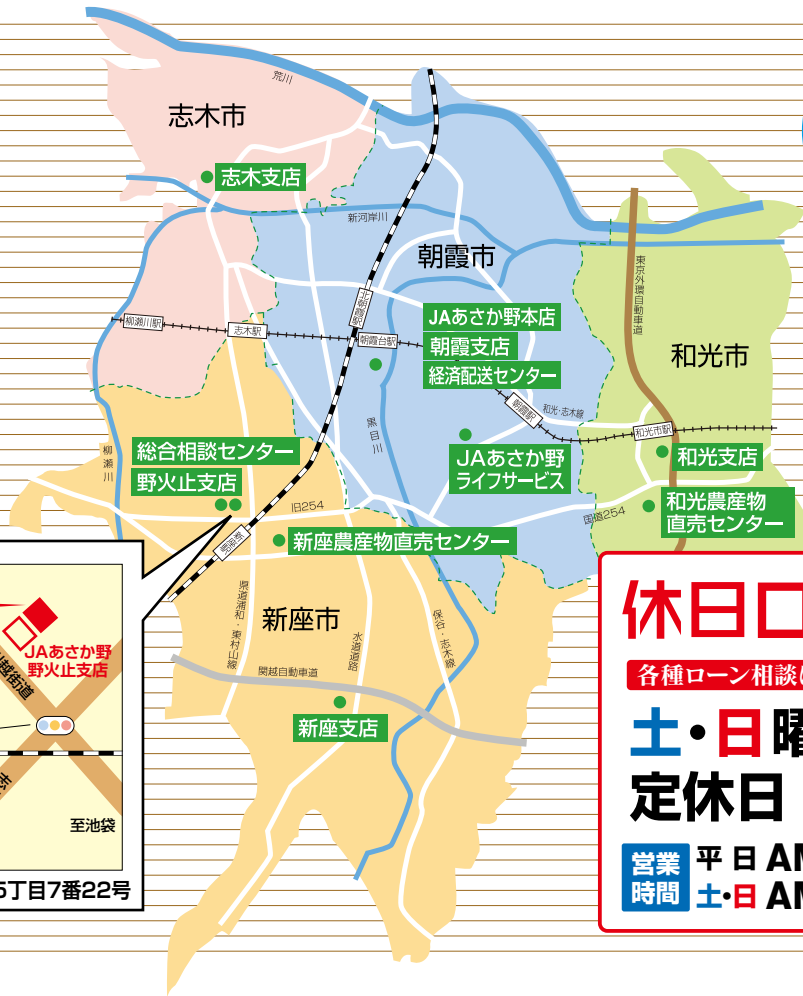 荒川
志木市
志木支店
新河岸川
朝霞市
東京外環自動車道
北朝霞駅
柳瀬川駅
志木駅
朝霞台駅
JAあさか野本店
朝霞支店
経済配送センター
和光市
朝霞駅
和光・志木線
和光市駅
黒目川
柳瀬川
総合相談センター
野火止支店
JAあさか野
ライフサービス
和光支店
和光農産物
直売センター
旧254
国道254
新座駅
新座農産物直売センター
新座市
県道浦和・東村山線
水道道路
保谷・志木線
関越自動車道
新座支店
JAあさか野
野火止支店
越街道
至池袋
5丁目7番22号
休日ロ
各種ローン相談
土・日曜
定休日
営業
時間
平日 AM
土・日 AM